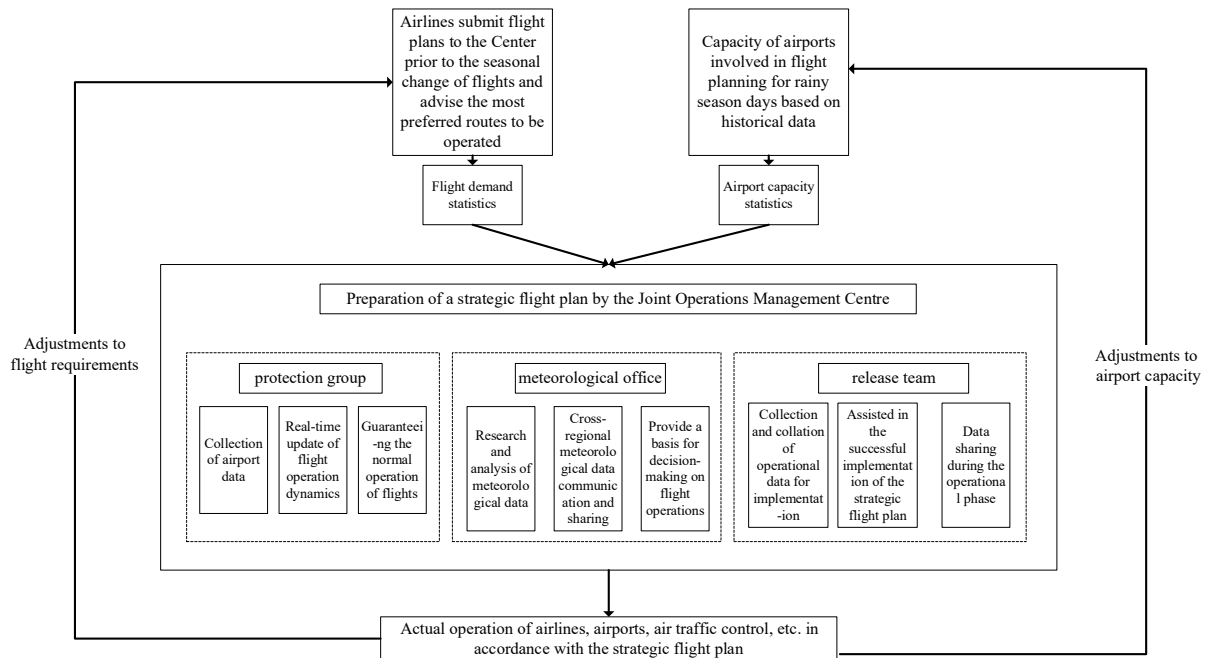 Airlines submit flight
plans to the Center
prior to the seasonal
change of flights and
advise the most
preferred routes to be
operated
Capacity of airports
involved in flight
planning for rainy
season days based on
historical data
Flight demand
statistics
Airport capacity
statistics
Preparation of a strategic flight plan by the Joint Operations Management Centre
Adjustments to
flight requirements
Adjustments to
airport capacity
protection group
Collection
of airport
data
Real-time
update of
flight
operation
dynamics
Guaranteei
-ng the
normal
operation
of flights
meteorological office
Research
and
analysis of
meteorolo
gical data
Cross-
regional
meteorolo
gical data
communic
ation and
sharing
Provide a
basis for
decision-
making on
flight
operations
release team
Collection
and
collation of
operational
data for
implementat
-ion
Assisted in
the
successful
implementat
ion of the
strategic
flight plan
Data
sharing
during the
operationa
l phase
Actual operation of airlines, airports, air traffic control, etc. in
accordance with the strategic flight plan